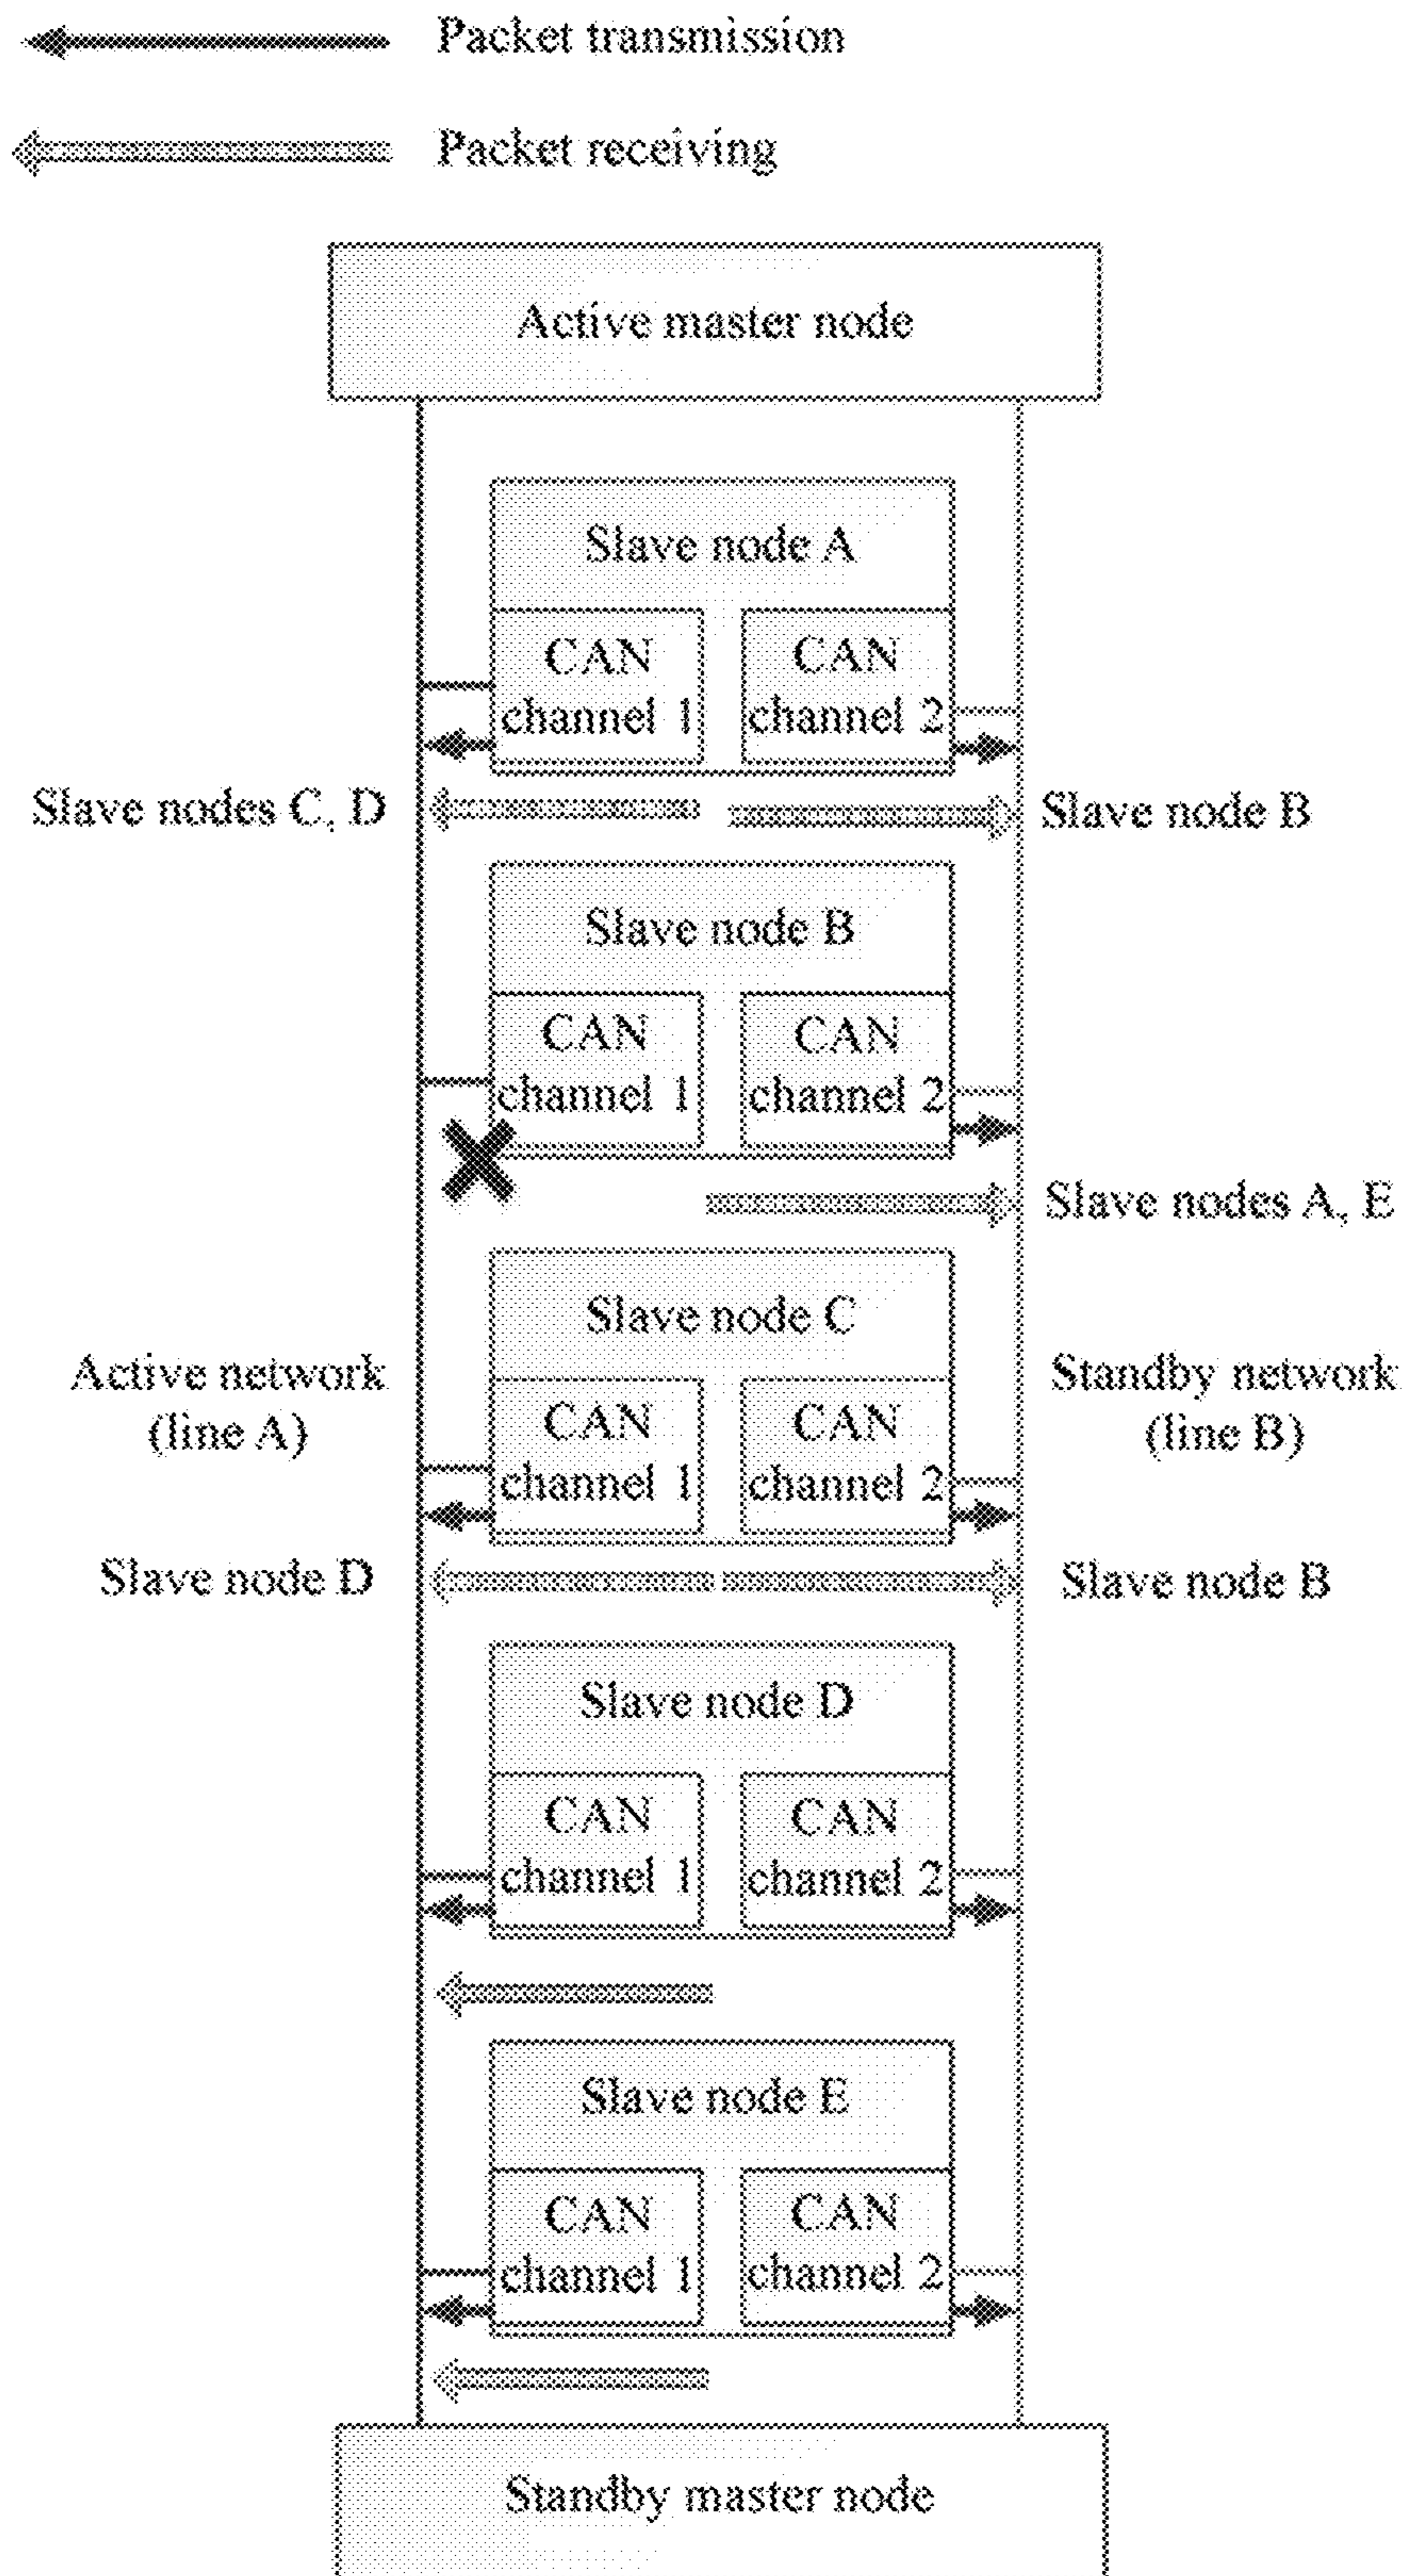 Packet transmission
Packet receiving
Active master node
Slave node A
CAN
channel 1
CAN
channel 2
Slave nodes C, D
Slave node B
Slave node B
CAN
channel 1
CAN
channel 2
Slave nodes A, E
Slave node C
Active network
(line A)
CAN
channel 1
CAN
channel 2
Standby network
(line B)
Slave node D
Slave node B
Slave node D
CAN
channel 1
CAN
channel 2
Slave node E
CAN
channel 1
CAN
channel 2
Standby master node